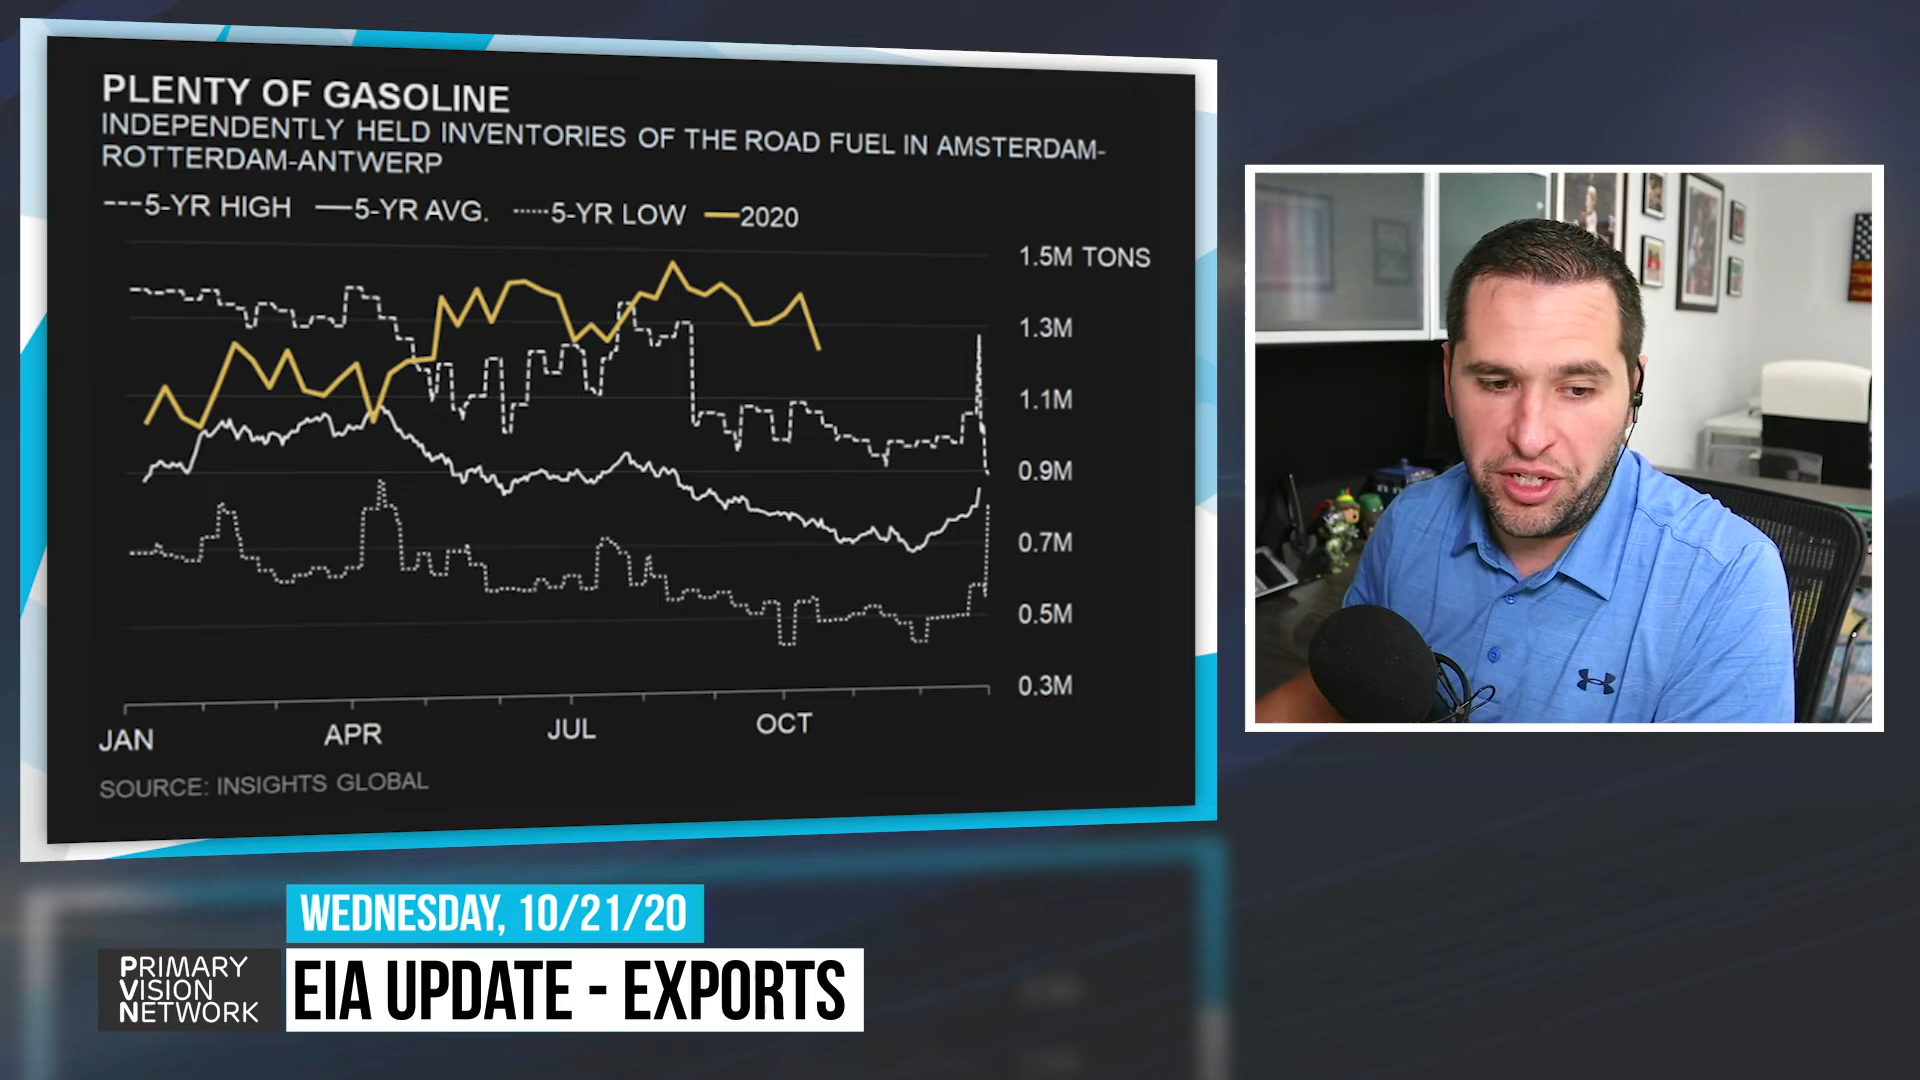 PLENTY OF GASOLINE
INDEPENDENTLY HELD INVENTORIES OF THE ROAD FUEL IN AMSTERDAM-
ROTTERDAM-ANTWERP
5-YR HIGH 5-YR AVG. 5-YR LOW 2020
1.5M TONS
1.3M
1.1M
0.9M
0.7M
0.5M
0.3M
JAN APR JUL OCT
SOURCE: INSIGHTS GLOBAL
WEDNESDAY, 10/21/20
PRIMARY
VISION
NETWORK
EIA UPDATE - EXPORTS